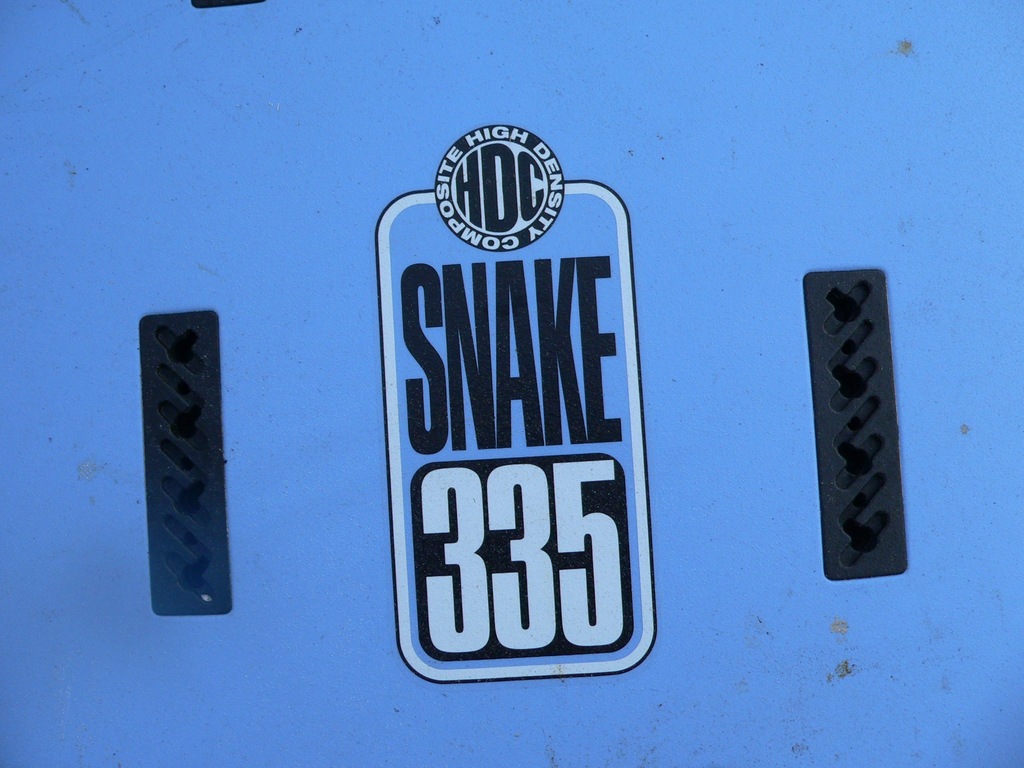 HIGH DENSITY COMPOSITE
HDC
SNAKE
335